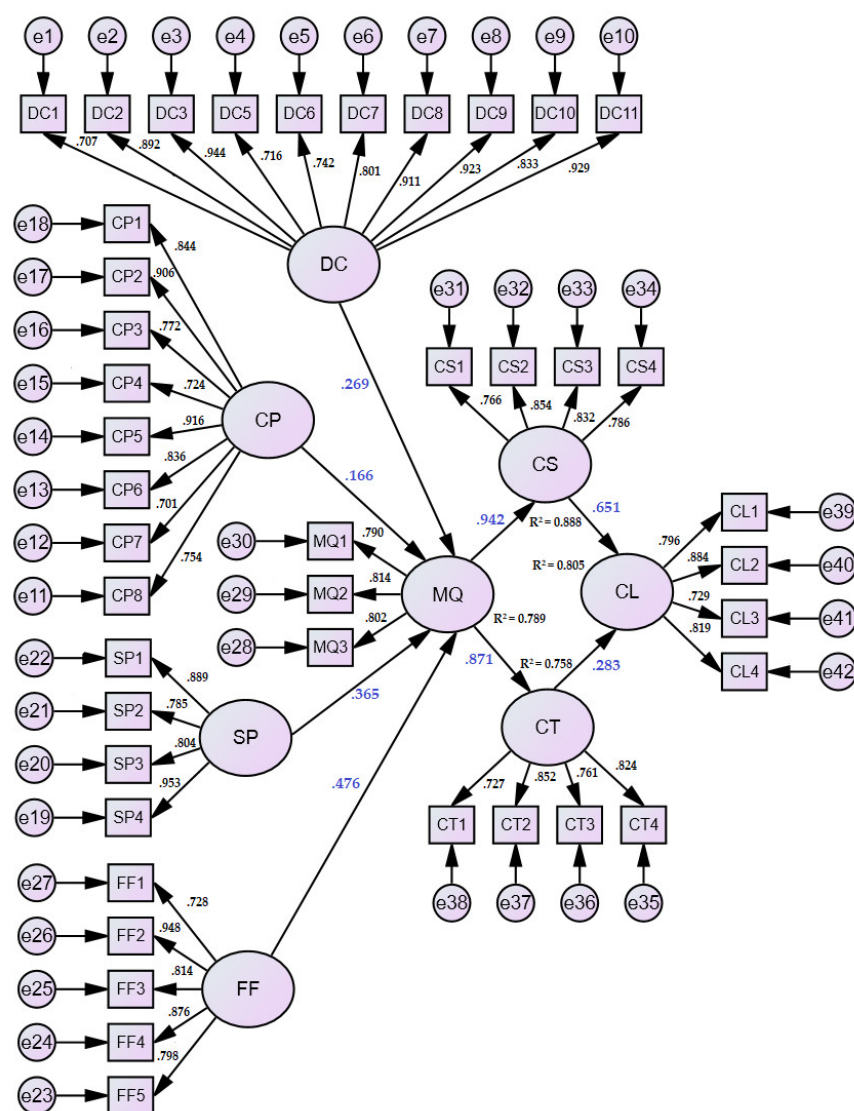 e1 e2 e3 e4 e5 e6 e7 e8 e9 e10
DC1 DC2 DC3 DC5 DC6 DC7 DC8 DC9 DC10 DC11
.707 .892 .944 .716 .742 .801 .911 .923 .833 .929
DC
e18 CP1 .844
e17 CP2 .906
e16 CP3 .772
e15 CP4 .724
e14 CP5 .916
e13 CP6 .836
e12 CP7 .701
e11 CP8 .754
CP
.269
.166
e31 e32 e33 e34
CS1 CS2 CS3 CS4
.766 .854 .832 .786
CS
.942 R² = 0.888 .651
e30 MQ1 .790
e29 MQ2 .814
e28 MQ3 .802
MQ
R² = 0.789
R² = 0.805
CL
.796 CL1 e39
.884 CL2 e40
.729 CL3 e41
.819 CL4 e42
.871 R² = 0.758 .283
e22 SP1 .889
e21 SP2 .785
e20 SP3 .804
e19 SP4 .953
SP
.365
.476
CT
.727 .852 .761 .824
CT1 CT2 CT3 CT4
e38 e37 e36 e35
e27 FF1 .728
e26 FF2 .948
e25 FF3 .814
e24 FF4 .876
e23 FF5 .798
FF